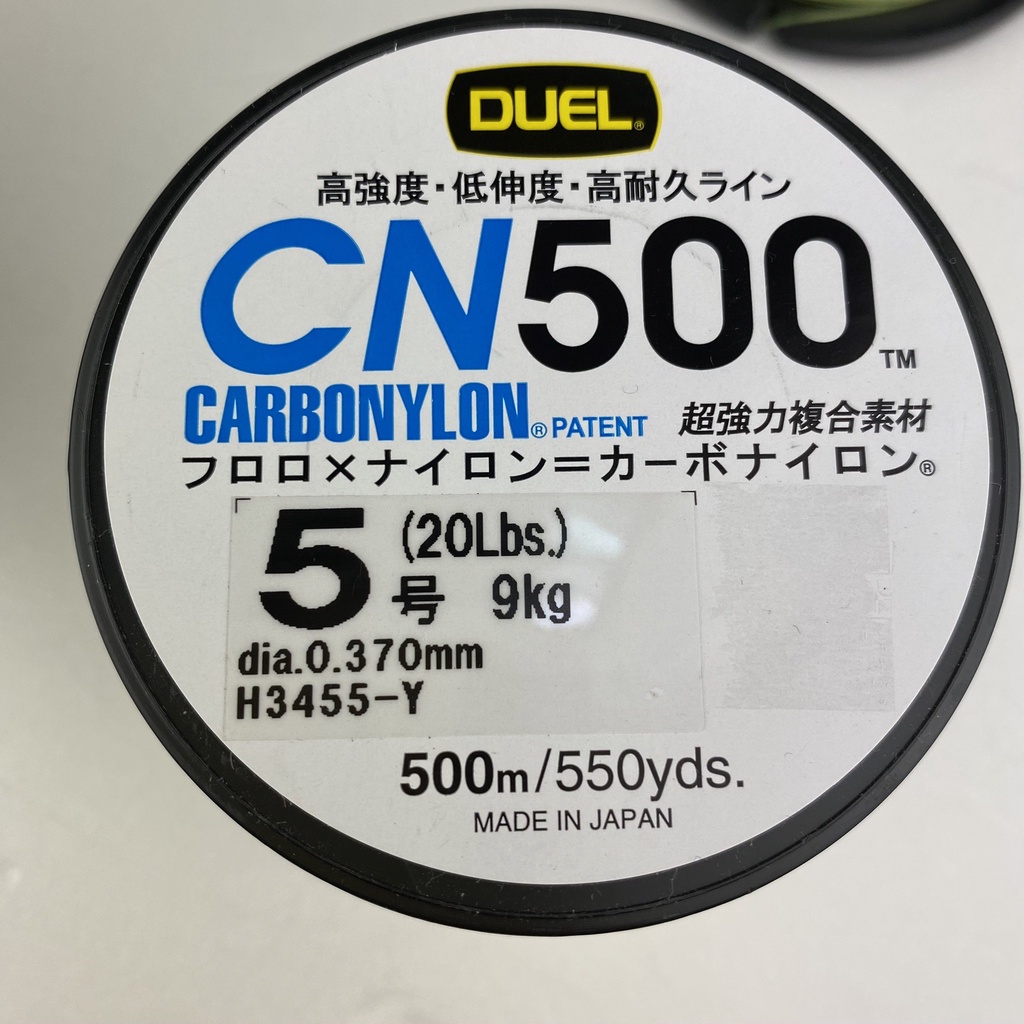 DUEL®
高強度・低伸度・高耐久ライン
CN500™
CARBONYLON® PATENT 超強力複合素材
フロロ×ナイロン=カーボナイロン®
5号 (20Lbs.)
9kg
dia.0.370mm
H3455-Y
500m/550yds.
MADE IN JAPAN